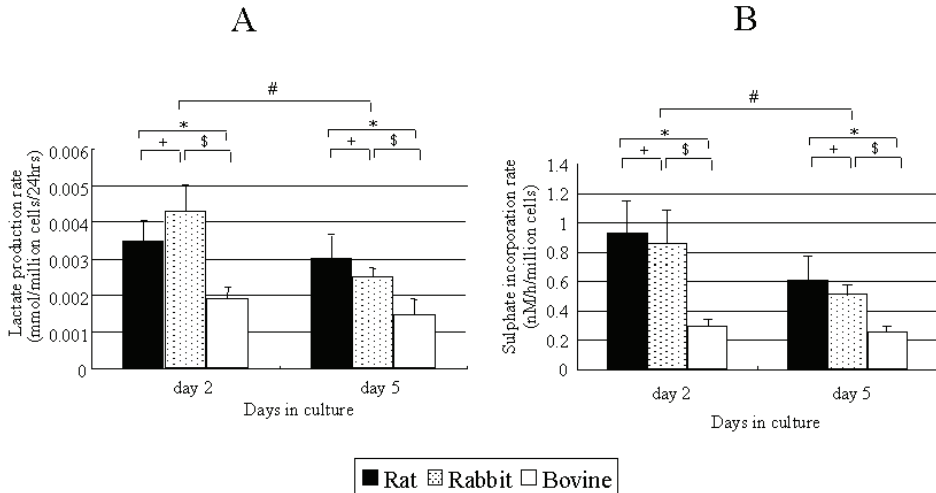 A
#
*
*
+
$
+
$
Lactate production rate
(mmol/million cells/24hrs)
0.006
0.005
0.004
0.003
0.002
0.001
0
day 2
day 5
Days in culture
B
#
*
*
+
$
+
$
Sulphate incorporation rate
(nM/h/million cells)
1.4
1.2
1
0.8
0.6
0.4
0.2
0
day 2
day 5
Days in culture
Rat Rabbit Bovine